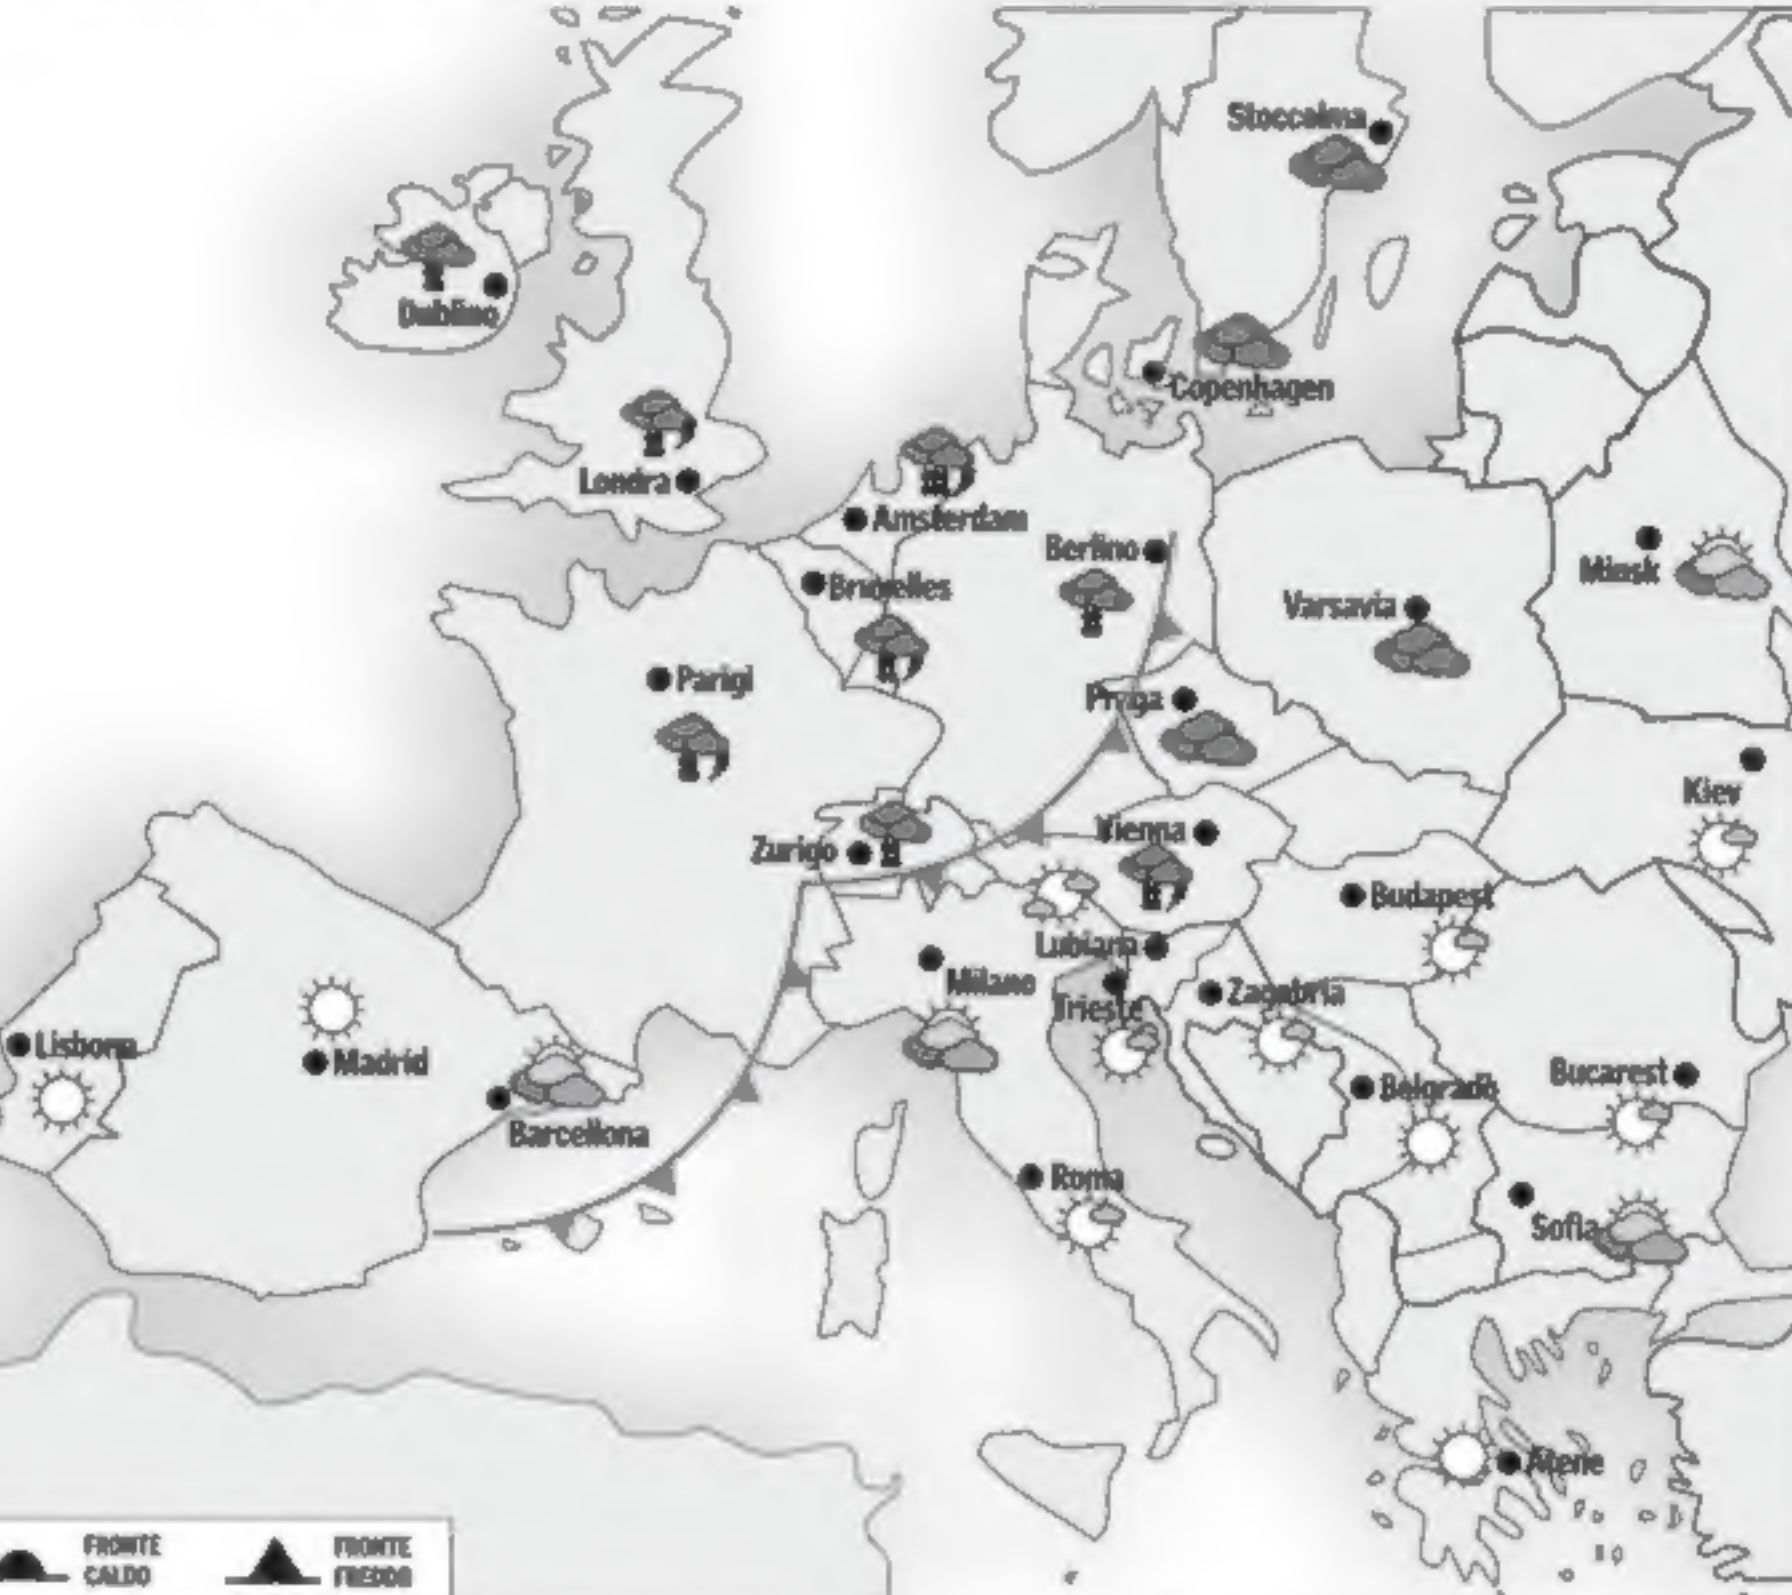 Stoccolma
Dublino
Copenhagen
Londra
Amsterdam
Berlino
Minsk
Bruxelles
Varsavia
Parigi
Praga
Kiev
Vienna
Zurigo
Budapest
Lubiana
Milano
Zagabria
Trieste
Lisbona
Madrid
Bucarest
Belgrado
Barcellona
Roma
Sofia
Atene
FRONTE
CALDO
FRONTE
FREDDO